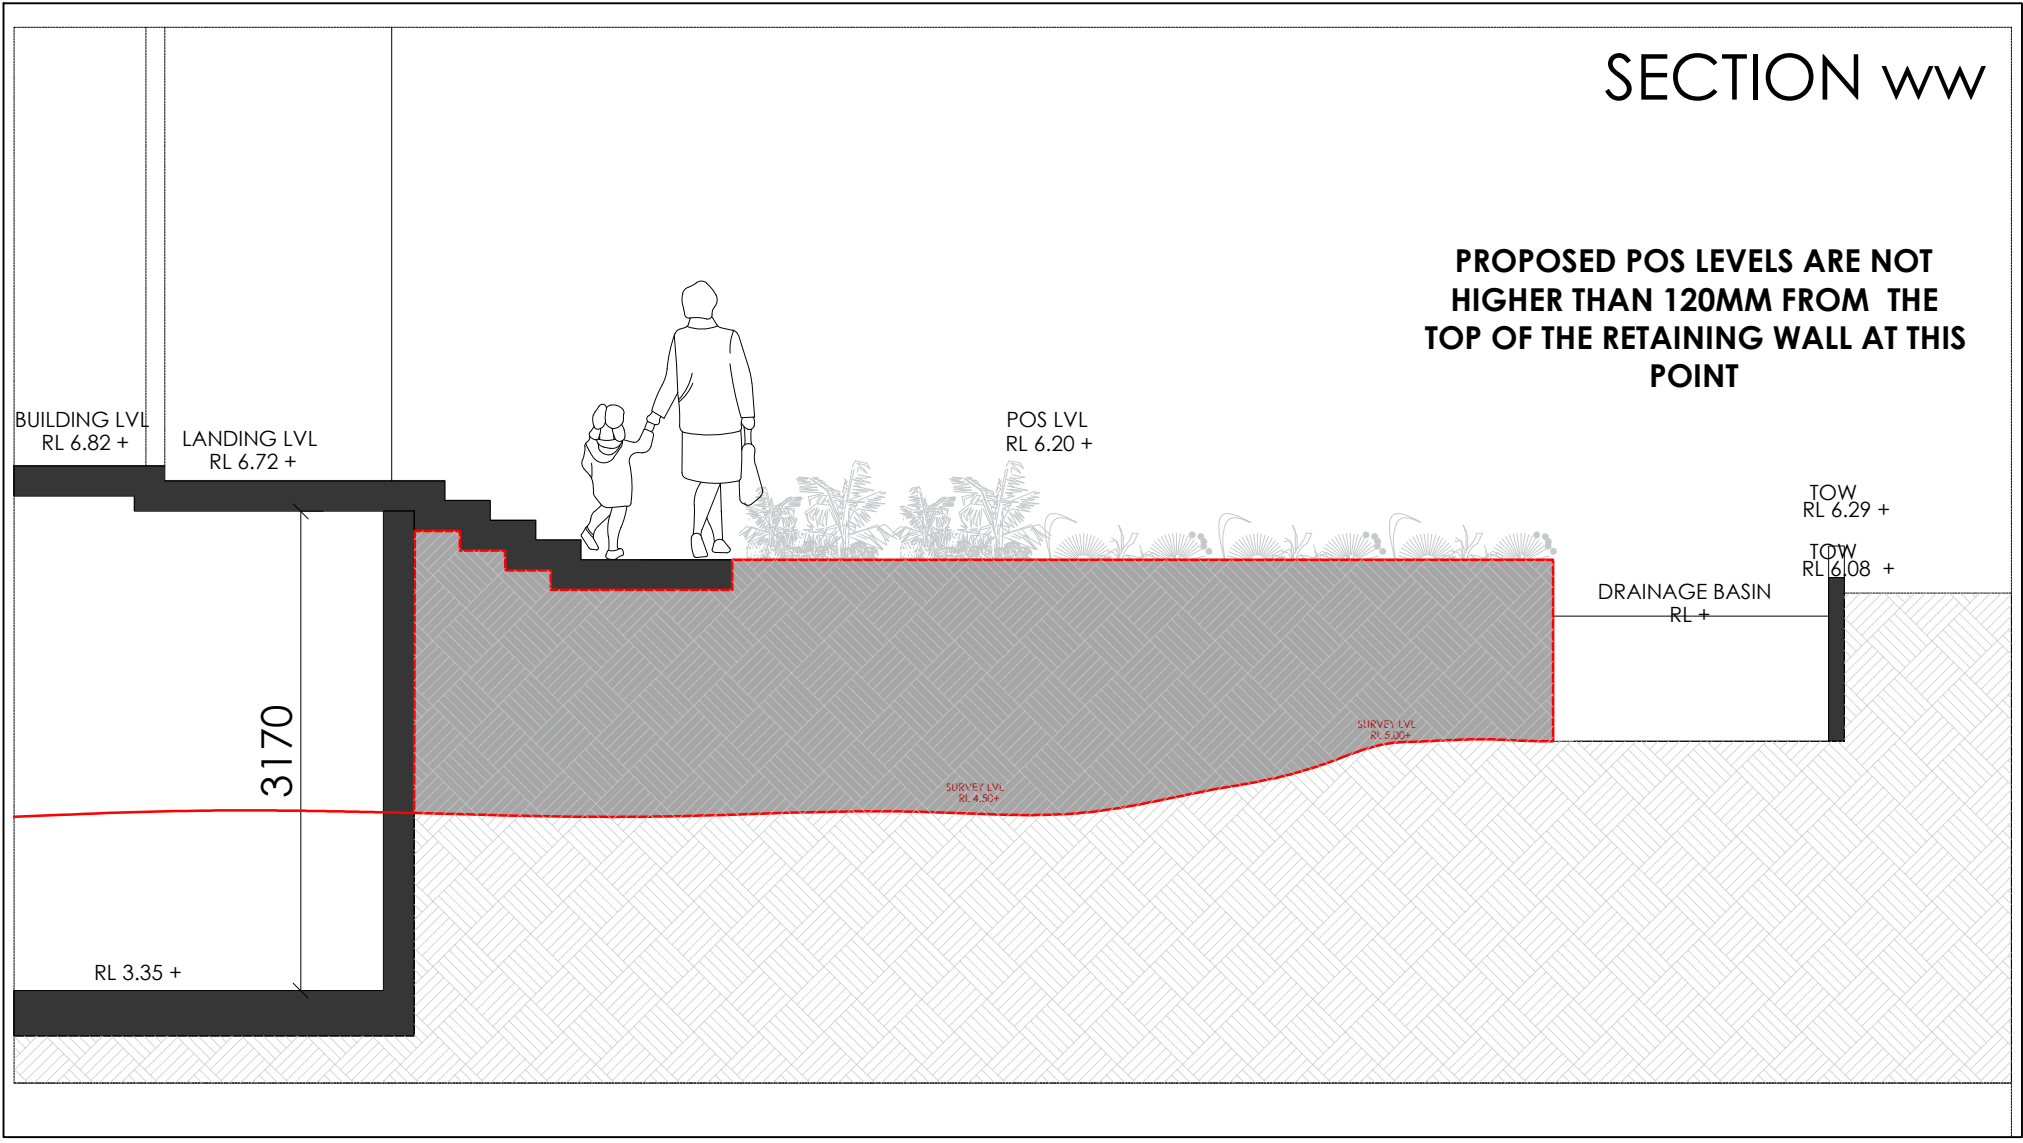 SECTION WW
PROPOSED POS LEVELS ARE NOT
HIGHER THAN 120MM FROM THE
TOP OF THE RETAINING WALL AT THIS
POINT
BUILDING LVL
RL 6.82 +
LANDING LVL
RL 6.72 +
POS LVL
RL 6.20 +
TOW
RL 6.29 +
TOW
RL 6.08 +
DRAINAGE BASIN
RL +
3170
SURVEY LVL
RL 5.00+
SURVEY LVL
RL 4.50+
RL 3.35 +